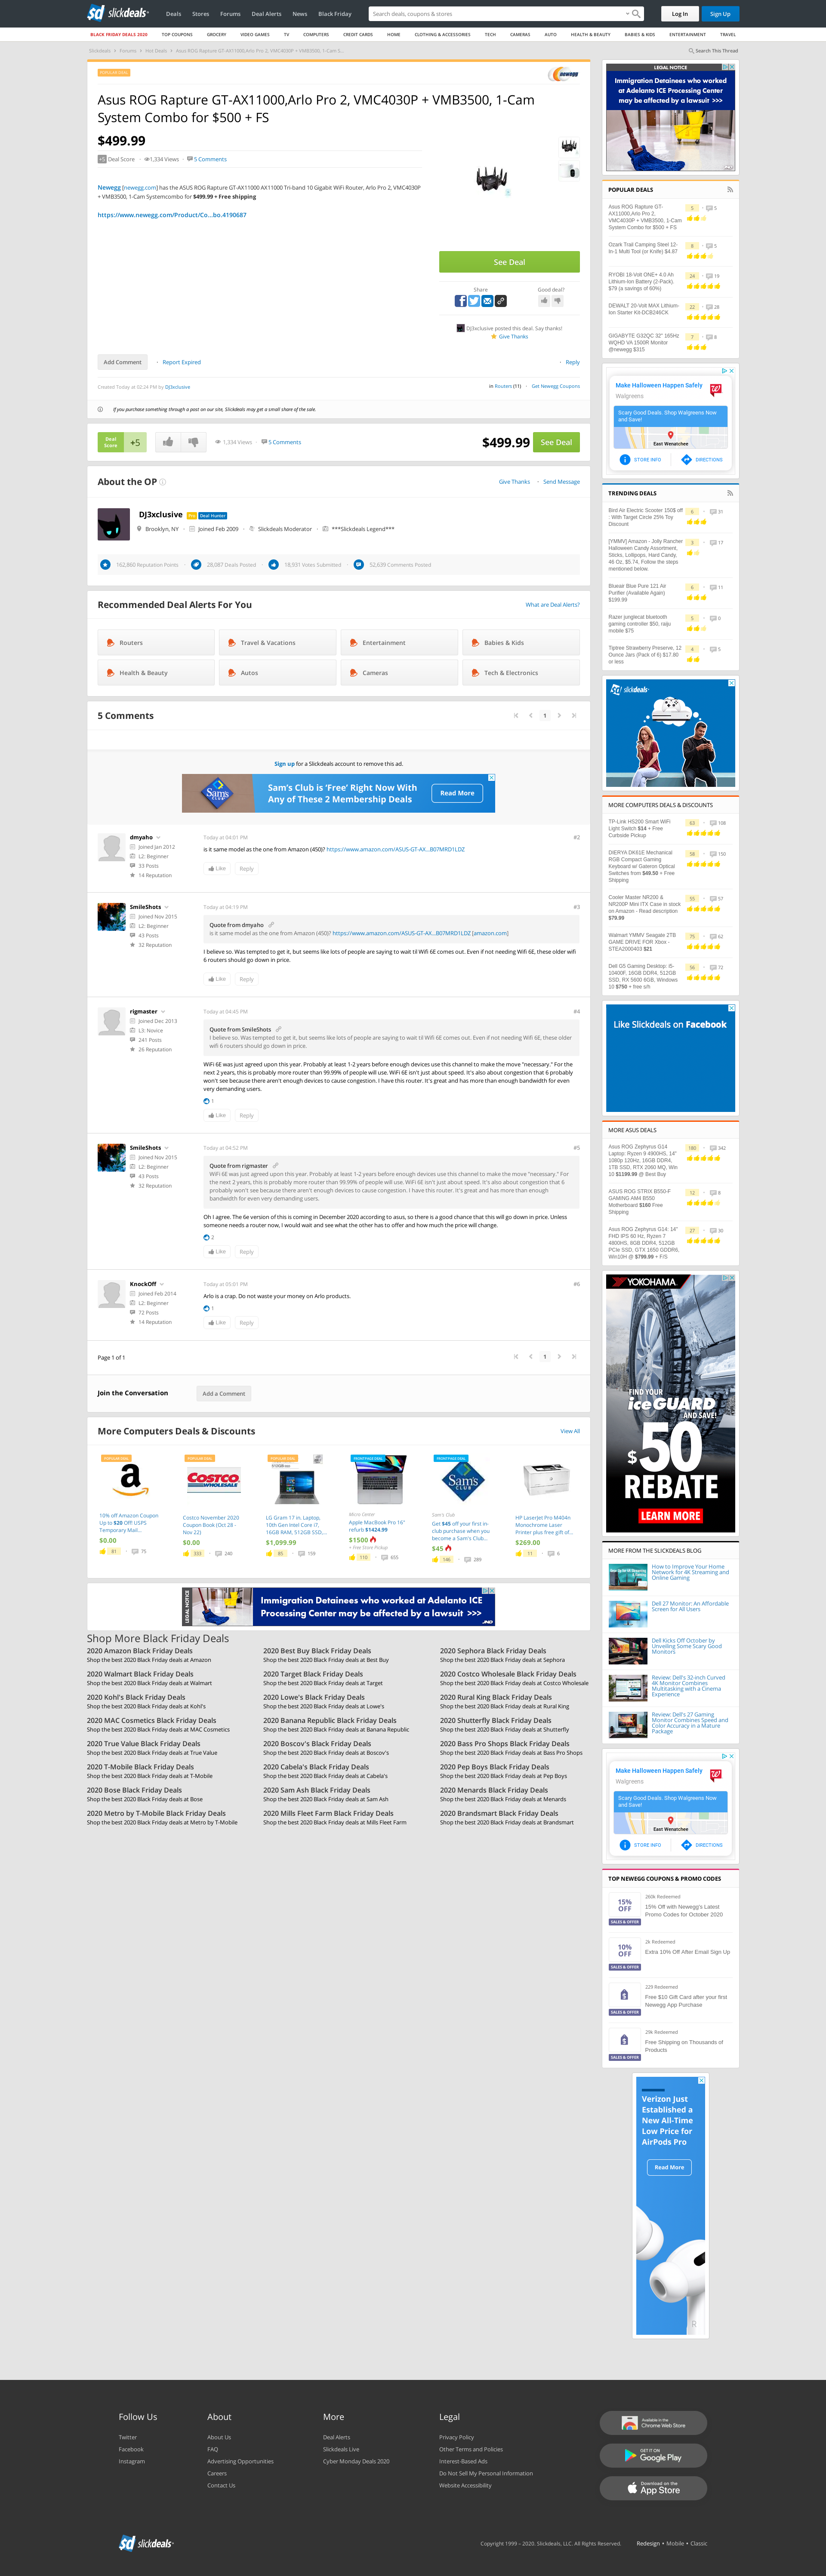 slickdeals
Deals Stores Forums Deal Alerts News Black Friday
Search deals, coupons & stores
Log In Sign Up
BLACK FRIDAY DEALS 2020 TOP COUPONS GROCERY VIDEO GAMES TV COMPUTERS CREDIT CARDS HOME CLOTHING & ACCESSORIES TECH CAMERAS AUTO HEALTH & BEAUTY BABIES & KIDS ENTERTAINMENT TRAVEL
Slickdeals > Forums > Hot Deals > Asus ROG Rapture GT-AX11000,Arlo Pro 2, VMC4030P + VMB3500, 1-Cam S...
Search This Thread
POPULAR DEAL
newegg
Asus ROG Rapture GT-AX11000,Arlo Pro 2, VMC4030P + VMB3500, 1-Cam
System Combo for $500 + FS
$499.99
+5 Deal Score 1,334 Views 5 Comments
Newegg [newegg.com] has the ASUS ROG Rapture GT-AX11000 AX11000 Tri-band 10 Gigabit WiFi Router, Arlo Pro 2, VMC4030P
+ VMB3500, 1-Cam Systemcombo for $499.99 + Free shipping
https://www.newegg.com/Product/Co...bo.4190687
See Deal
Share Good deal?
DJ3xclusive posted this deal. Say thanks!
Give Thanks
Add Comment • Report Expired • Reply
Created Today at 02:24 PM by DJ3xclusive
in Routers (11) • Get Newegg Coupons
If you purchase something through a post on our site, Slickdeals may get a small share of the sale.
Deal
Score
+5
1,334 Views 5 Comments
$499.99 See Deal
About the OP
Give Thanks • Send Message
DJ3xclusive Pro Deal Hunter
Brooklyn, NY • Joined Feb 2009 • Slickdeals Moderator • ***Slickdeals Legend***
162,860 Reputation Points 28,087 Deals Posted 18,931 Votes Submitted 52,639 Comments Posted
Recommended Deal Alerts For You
What are Deal Alerts?
Routers Travel & Vacations Entertainment Babies & Kids
Health & Beauty Autos Cameras Tech & Electronics
5 Comments
1
Sign up for a Slickdeals account to remove this ad.
Sam's Club
Sam's Club is 'Free' Right Now With
Any of These 2 Membership Deals
Read More
dmyaho
Joined Jan 2012
L2: Beginner
33 Posts
14 Reputation
Today at 04:01 PM #2
is it same model as the one from Amazon (450)? https://www.amazon.com/ASUS-GT-AX...B07MRD1LDZ
Like Reply
SmileShots
Joined Nov 2015
L2: Beginner
43 Posts
32 Reputation
Today at 04:19 PM #3
Quote from dmyaho
is it same model as the one from Amazon (450)? https://www.amazon.com/ASUS-GT-AX...B07MRD1LDZ [amazon.com]
I believe so. Was tempted to get it, but seems like lots of people are saying to wait til Wifi 6E comes out. Even if not needing Wifi 6E, these older wifi
6 routers should go down in price.
Like Reply
rigmaster
Joined Dec 2013
L3: Novice
241 Posts
26 Reputation
Today at 04:45 PM #4
Quote from SmileShots
I believe so. Was tempted to get it, but seems like lots of people are saying to wait til Wifi 6E comes out. Even if not needing Wifi 6E, these older
wifi 6 routers should go down in price.
WiFi 6E was just agreed upon this year. Probably at least 1-2 years before enough devices use this channel to make the move "necessary." For the
next 2 years, this is probably more router than 99.99% of people will use. WiFi 6E isn't just about speed. It's also about congestion that 6 probably
won't see because there aren't enough devices to cause congestion. I have this router. It's great and has more than enough bandwidth for even
very demanding users.
1
Like Reply
SmileShots
Joined Nov 2015
L2: Beginner
43 Posts
32 Reputation
Today at 04:52 PM #5
Quote from rigmaster
WiFi 6E was just agreed upon this year. Probably at least 1-2 years before enough devices use this channel to make the move "necessary." For
the next 2 years, this is probably more router than 99.99% of people will use. WiFi 6E isn't just about speed. It's also about congestion that 6
probably won't see because there aren't enough devices to cause congestion. I have this router. It's great and has more than enough
bandwidth for even very demanding users.
Oh I agree. The 6e version of this is coming in December 2020 according to asus, so there is a good chance that this will go down in price. Unless
someone needs a router now, I would wait and see what the other has to offer and how much the price will change.
2
Like Reply
KnockOff
Joined Feb 2014
L2: Beginner
72 Posts
14 Reputation
Today at 05:01 PM #6
Arlo is a crap. Do not waste your money on Arlo products.
1
Like Reply
Page 1 of 1
1
Join the Conversation Add a Comment
More Computers Deals & Discounts
View All
10% off Amazon Coupon
Up to $20 Off: USPS
Temporary Mail...
$0.00
81 75
Costco November 2020
Coupon Book (Oct 28 -
Nov 22)
$0.00
333 240
LG Gram 17 in. Laptop,
10th Gen Intel Core i7,
16GB RAM, 512GB SSD,...
$1,099.99
85 159
Micro Center
Apple MacBook Pro 16"
refurb $1424.99
$1500
+ Free Store Pickup
110 655
Sam's Club
Get $45 off your first in-
club purchase when you
become a Sam's Club...
$45
146 289
HP LaserJet Pro M404n
Monochrome Laser
Printer plus free gift of...
$269.00
11 6
LEGAL NOTICE
Immigration Detainees who worked at Adelanto ICE
Processing Center may be affected by a lawsuit >>>
Shop More Black Friday Deals
2020 Amazon Black Friday Deals
Shop the best 2020 Black Friday deals at Amazon
2020 Best Buy Black Friday Deals
Shop the best 2020 Black Friday deals at Best Buy
2020 Sephora Black Friday Deals
Shop the best 2020 Black Friday deals at Sephora
2020 Walmart Black Friday Deals
Shop the best 2020 Black Friday deals at Walmart
2020 Target Black Friday Deals
Shop the best 2020 Black Friday deals at Target
2020 Costco Wholesale Black Friday Deals
Shop the best 2020 Black Friday deals at Costco Wholesale
2020 Kohl's Black Friday Deals
Shop the best 2020 Black Friday deals at Kohl's
2020 Lowe's Black Friday Deals
Shop the best 2020 Black Friday deals at Lowe's
2020 Rural King Black Friday Deals
Shop the best 2020 Black Friday deals at Rural King
2020 MAC Cosmetics Black Friday Deals
Shop the best 2020 Black Friday deals at MAC Cosmetics
2020 Banana Republic Black Friday Deals
Shop the best 2020 Black Friday deals at Banana Republic
2020 Shutterfly Black Friday Deals
Shop the best 2020 Black Friday deals at Shutterfly
2020 True Value Black Friday Deals
Shop the best 2020 Black Friday deals at True Value
2020 Boscov's Black Friday Deals
Shop the best 2020 Black Friday deals at Boscov's
2020 Bass Pro Shops Black Friday Deals
Shop the best 2020 Black Friday deals at Bass Pro Shops
2020 T-Mobile Black Friday Deals
Shop the best 2020 Black Friday deals at T-Mobile
2020 Cabela's Black Friday Deals
Shop the best 2020 Black Friday deals at Cabela's
2020 Pep Boys Black Friday Deals
Shop the best 2020 Black Friday deals at Pep Boys
2020 Bose Black Friday Deals
Shop the best 2020 Black Friday deals at Bose
2020 Sam Ash Black Friday Deals
Shop the best 2020 Black Friday deals at Sam Ash
2020 Menards Black Friday Deals
Shop the best 2020 Black Friday deals at Menards
2020 Metro by T-Mobile Black Friday Deals
Shop the best 2020 Black Friday deals at Metro by T-Mobile
2020 Mills Fleet Farm Black Friday Deals
Shop the best 2020 Black Friday deals at Mills Fleet Farm
2020 Brandsmart Black Friday Deals
Shop the best 2020 Black Friday deals at Brandsmart
LEGAL NOTICE
Immigration Detainees who worked
at Adelanto ICE Processing Center
may be affected by a lawsuit >>>
POPULAR DEALS
Asus ROG Rapture GT-
AX11000,Arlo Pro 2,
VMC4030P + VMB3500, 1-Cam
System Combo for $500 + FS
5 5
Ozark Trail Camping Steel 12-
In-1 Multi Tool (or Knife) $4.87
8 5
RYOBI 18-Volt ONE+ 4.0 Ah
Lithium-Ion Battery (2-Pack).
$79 (a savings of 60%)
24 19
DEWALT 20-Volt MAX Lithium-
Ion Starter Kit-DCB246CK
22 28
GIGABYTE G32QC 32" 165Hz
WQHD VA 1500R Monitor
@newegg $315
7 8
Make Halloween Happen Safely
Walgreens
Scary Good Deals. Shop Walgreens Now
and Save!
East Wenatchee
STORE INFO DIRECTIONS
TRENDING DEALS
Bird Air Electric Scooter 150$ off
: With Target Circle 25% Toy
Discount
6 31
[YMMV] Amazon - Jolly Rancher
Halloween Candy Assortment,
Sticks, Lollipops, Hard Candy,
46 Oz, $5.74, Follow the steps
mentioned below.
3 17
Blueair Blue Pure 121 Air
Purifier (Available Again)
$199.99
6 11
Razer junglecat bluetooth
gaming controller $50, raiju
mobile $75
5 0
Tiptree Strawberry Preserve, 12
Ounce Jars (Pack of 6) $17.80
or less
4 5
slickdeals
MORE COMPUTERS DEALS & DISCOUNTS
TP-Link HS200 Smart WiFi
Light Switch $14 + Free
Curbside Pickup
63 108
DIERYA DK61E Mechanical
RGB Compact Gaming
Keyboard w/ Gateron Optical
Switches from $49.50 + Free
Shipping
58 150
Cooler Master NR200 &
NR200P Mini ITX Case in stock
on Amazon - Read description
$79.99
55 57
Walmart YMMV Seagate 2TB
GAME DRIVE FOR Xbox -
STEA2000403 $21
75 62
Dell G5 Gaming Desktop: i5-
10400F, 16GB DDR4, 512GB
SSD, RX 5600 6GB, Windows
10 $750 + free s/h
56 72
Like Slickdeals on Facebook
MORE ASUS DEALS
Asus ROG Zephyrus G14
Laptop: Ryzen 9 4900HS, 14"
1080p 120Hz, 16GB DDR4,
1TB SSD, RTX 2060 MQ, Win
10 $1199.99 @ Best Buy
180 342
ASUS ROG STRIX B550-F
GAMING AM4 B550
Motherboard $160 Free
Shipping
12 8
Asus ROG Zephyrus G14: 14"
FHD IPS 60 Hz, Ryzen 7
4800HS, 8GB DDR4, 512GB
PCIe SSD, GTX 1650 GDDR6,
Win10H @ $799.99 + F/S
27 30
YOKOHAMA
FIND YOUR
iceGUARD
AND SAVE!
$50
REBATE
LEARN MORE
MORE FROM THE SLICKDEALS BLOG
How to Improve Your Home
Network for 4K Streaming and
Online Gaming
Dell 27 Monitor: An Affordable
Screen for All Users
Dell Kicks Off October by
Unveiling Some Scary Good
Monitors
Review: Dell's 32-inch Curved
4K Monitor Combines
Multitasking with a Cinema
Experience
Review: Dell's 27 Gaming
Monitor Combines Speed and
Color Accuracy in a Mature
Package
Make Halloween Happen Safely
Walgreens
Scary Good Deals. Shop Walgreens Now
and Save!
East Wenatchee
STORE INFO DIRECTIONS
TOP NEWEGG COUPONS & PROMO CODES
15%
OFF
SALES & OFFER
260k Redeemed
15% Off with Newegg's Latest
Promo Codes for October 2020
10%
OFF
SALES & OFFER
2k Redeemed
Extra 10% Off After Email Sign Up
SALES & OFFER
229 Redeemed
Free $10 Gift Card after your first
Newegg App Purchase
SALES & OFFER
29k Redeemed
Free Shipping on Thousands of
Products
Verizon Just
Established a
New All-Time
Low Price for
AirPods Pro
Read More
Follow Us
Twitter
Facebook
Instagram
About
About Us
FAQ
Advertising Opportunities
Careers
Contact Us
More
Deal Alerts
Slickdeals Live
Cyber Monday Deals 2020
Legal
Privacy Policy
Other Terms and Policies
Interest-Based Ads
Do Not Sell My Personal Information
Website Accessibility
Available in the
Chrome Web Store
GET IT ON
Google Play
Download on the
App Store
slickdeals
Copyright 1999 – 2020. Slickdeals, LLC. All Rights Reserved. Redesign • Mobile • Classic